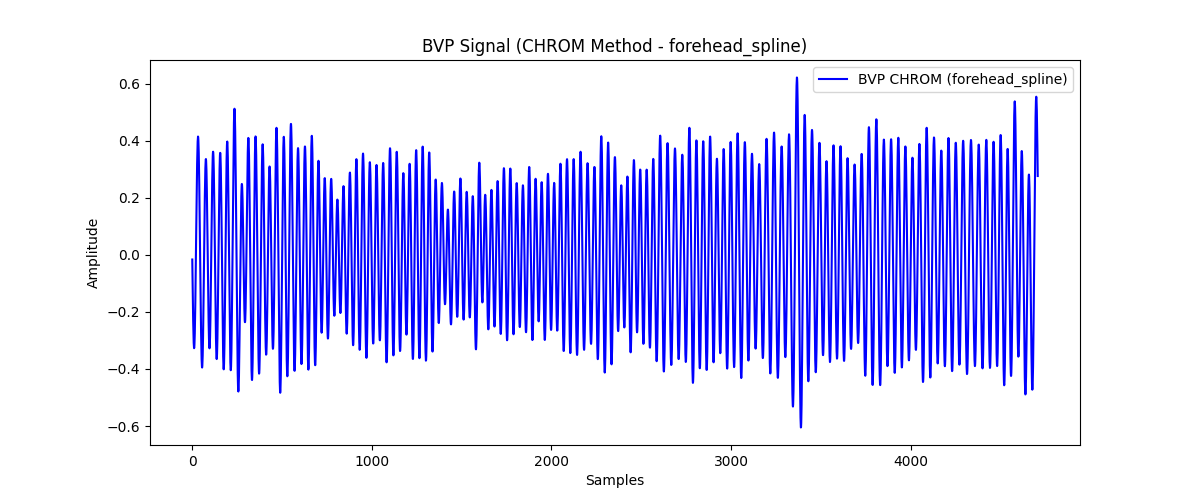 BVP Signal (CHROM Method - forehead_spline)
BVP CHROM (forehead_spline)
0.6
0.4
0.2
0.0
−0.2
−0.4
−0.6
Amplitude
0 1000 2000 3000 4000
Samples